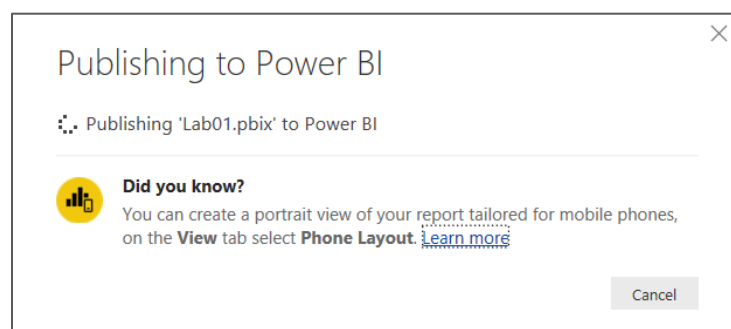 Publishing to Power BI
Publishing 'Lab01.pbix' to Power BI
Did you know?
You can create a portrait view of your report tailored for mobile phones,
on the View tab select Phone Layout. Learn more
Cancel